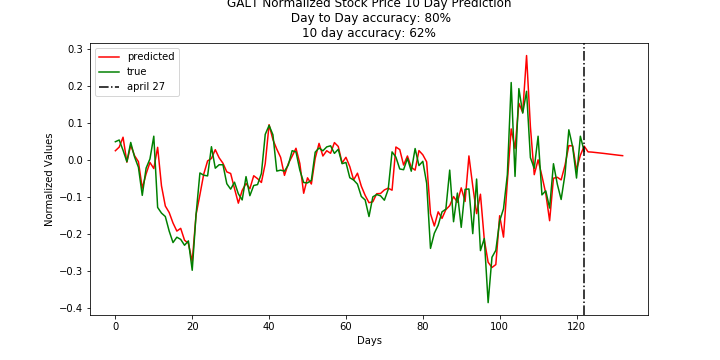 GALT Normalized Stock Price 10 Day Prediction
Day to Day accuracy: 80%
10 day accuracy: 62%
predicted
true
april 27
Normalized Values
0.3
0.2
0.1
0.0
−0.1
−0.2
−0.3
−0.4
0 20 40 60 80 100 120
Days